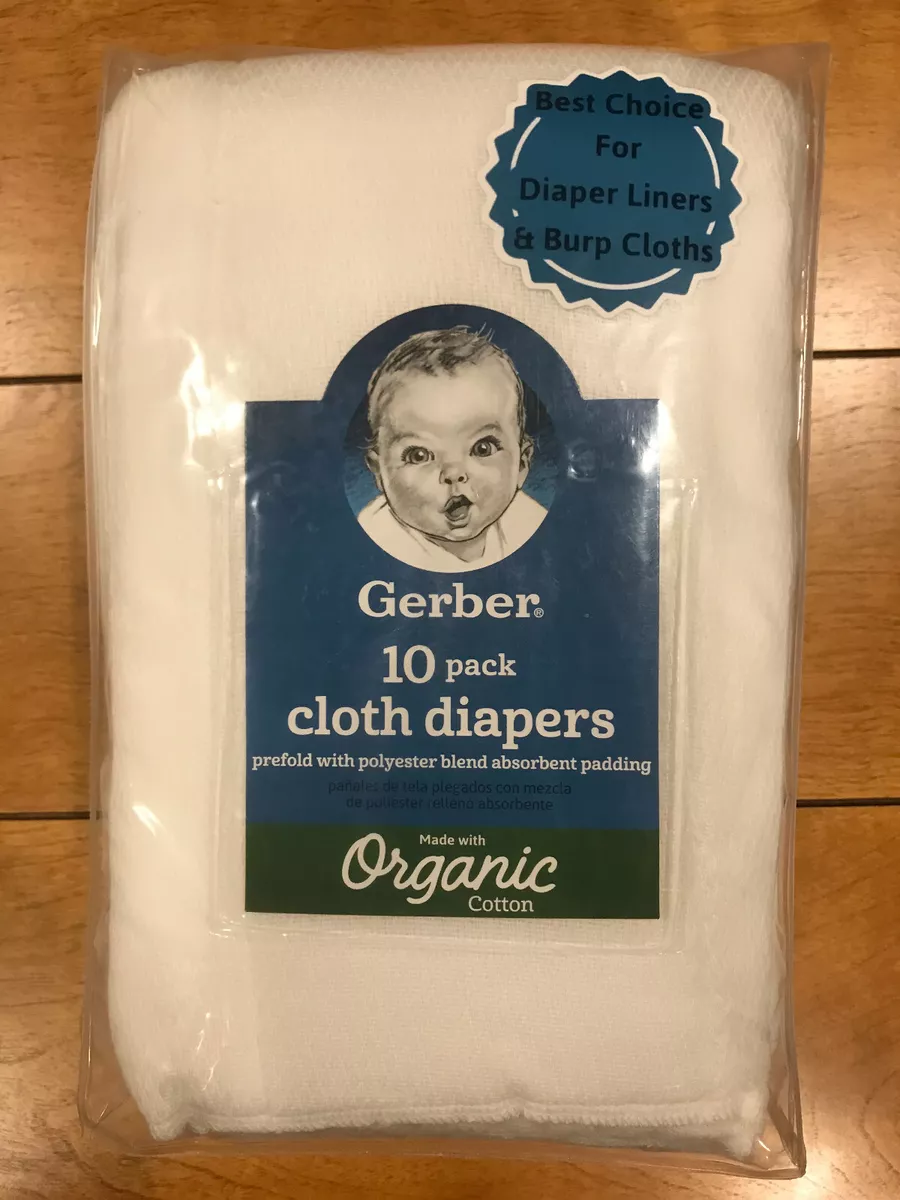 Best Choice
For
Diaper Liners
& Burp Cloths
Gerber®
10 pack
cloth diapers
prefold with polyester blend absorbent padding
pañales de tela plegados con mezcla
de poliéster relleno absorbente
Made with
Organic
Cotton